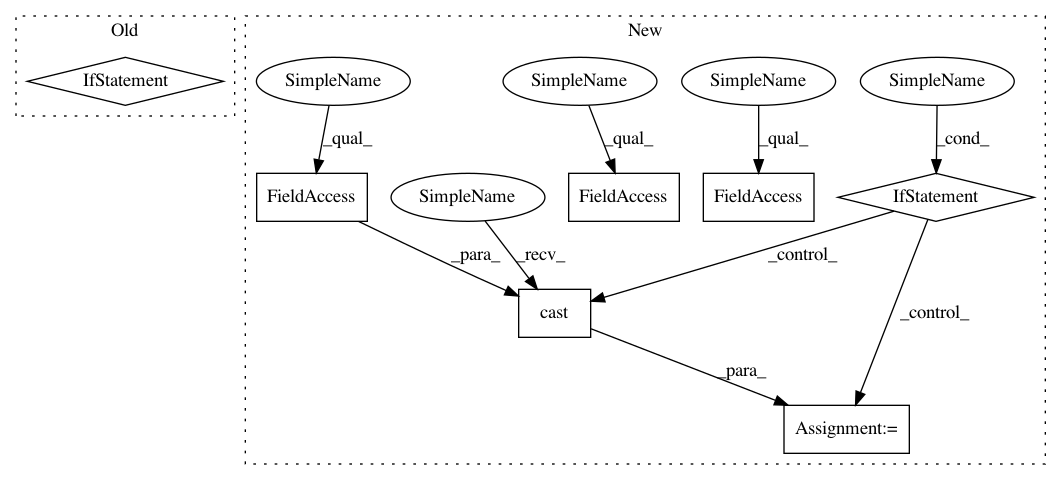 Old
New
IfStatement
SimpleName
SimpleName
SimpleName
SimpleName
_qual_
_qual_
_qual_
_cond_
FieldAccess
SimpleName
FieldAccess
FieldAccess
IfStatement
_para_
_recv_
_control_
cast
_control_
_para_
Assignment:=